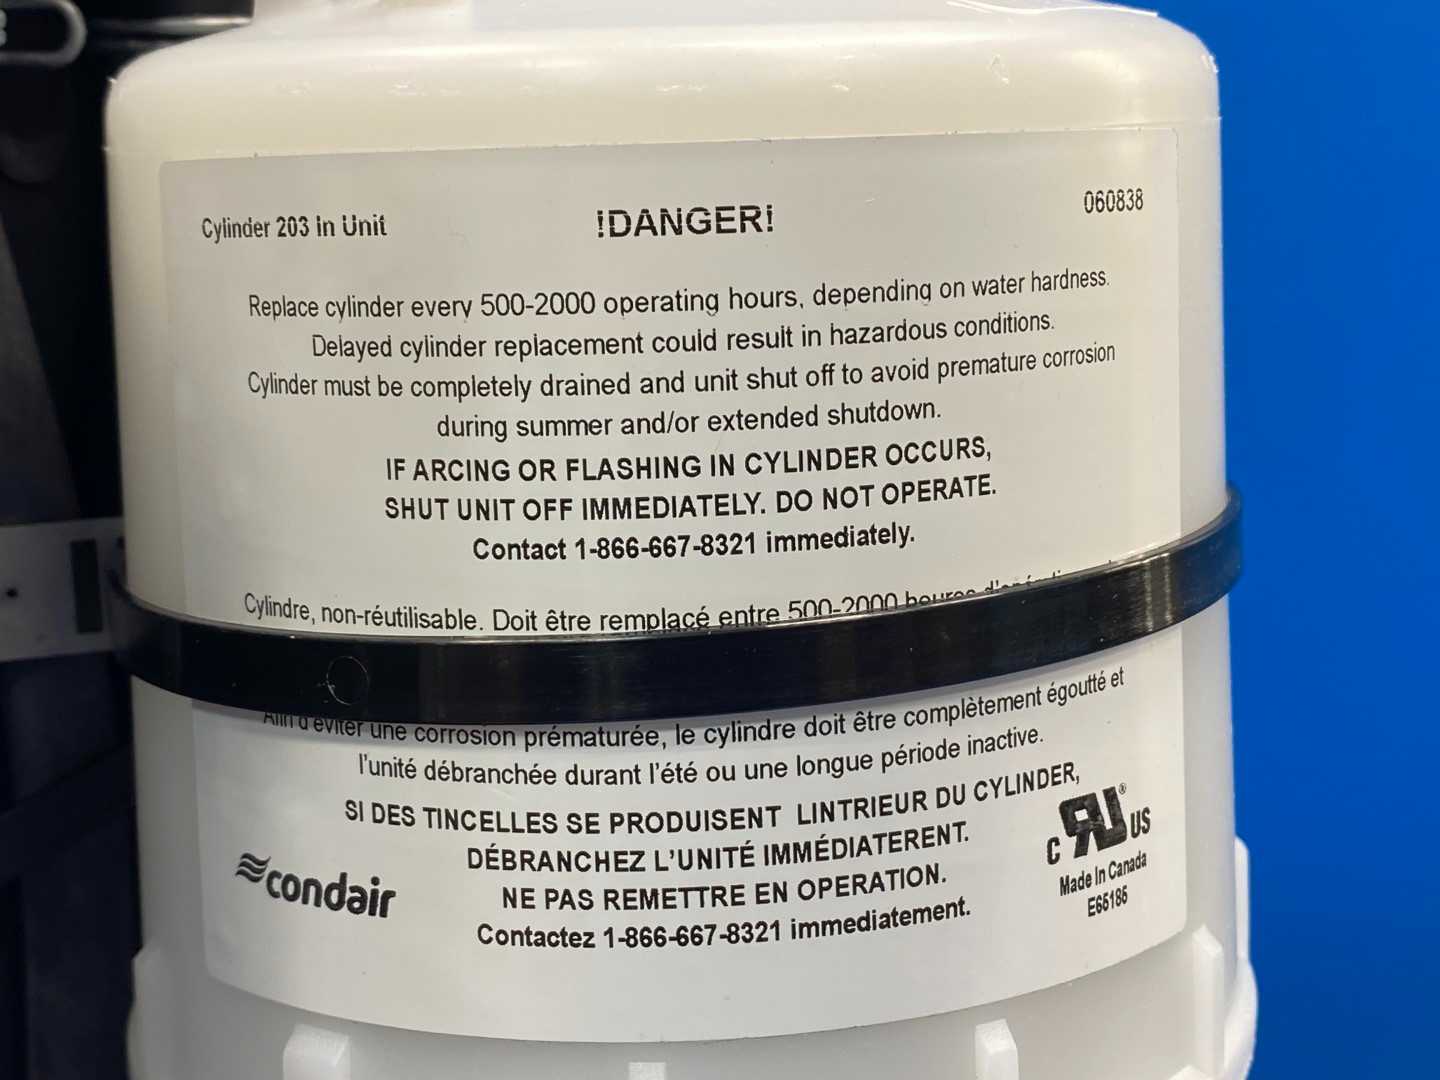 Cylinder 203 In Unit
!DANGER!
060838
Replace cylinder every 500-2000 operating hours, depending on water hardness.
Delayed cylinder replacement could result in hazardous conditions.
Cylinder must be completely drained and unit shut off to avoid premature corrosion
during summer and/or extended shutdown.
IF ARCING OR FLASHING IN CYLINDER OCCURS,
SHUT UNIT OFF IMMEDIATELY. DO NOT OPERATE.
Contact 1-866-667-8321 immediately.
Cylindre, non-réutilisable. Doit être remplacé entre 500-2000 heures
Afin d'éviter une corrosion prématurée, le cylindre doit être complètement égoutté et
l'unité débranchée durant l'été ou une longue période inactive.
SI DES TINCELLES SE PRODUISENT LINTRIEUR DU CYLINDER,
DÉBRANCHEZ L'UNITÉ IMMÉDIATERENT.
NE PAS REMETTRE EN OPERATION.
Contactez 1-866-667-8321 immediatement.
condair
C RU® US
Made In Canada
E65185